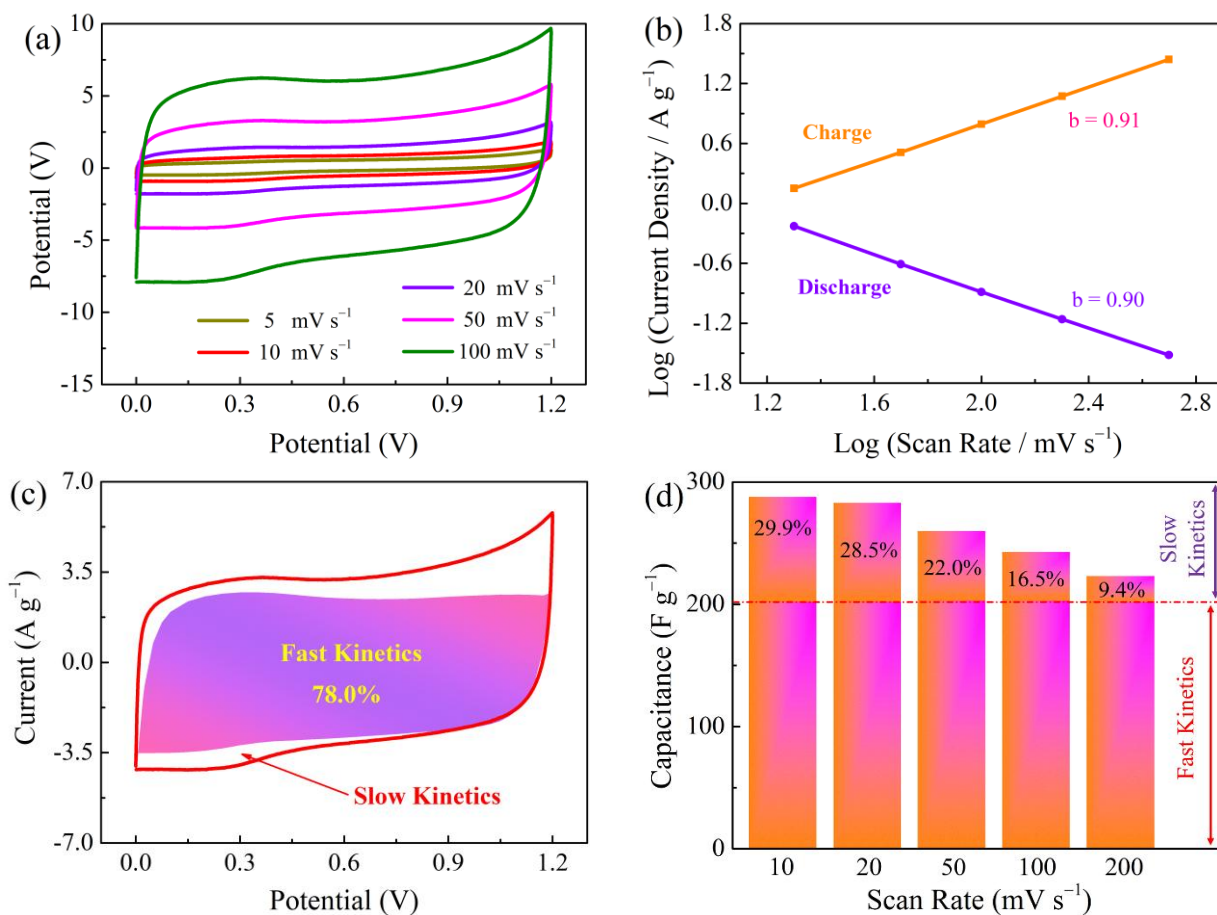 (a)
10
5
0
-5
-10
-15
Potential (V)
0.0 0.3 0.6 0.9 1.2
Potential (V)
5 mV s⁻¹
10 mV s⁻¹
20 mV s⁻¹
50 mV s⁻¹
100 mV s⁻¹
(b)
1.8
1.2
0.6
0.0
-0.6
-1.2
-1.8
Log (Current Density / A g⁻¹)
Charge
b = 0.91
Discharge
b = 0.90
1.2 1.6 2.0 2.4 2.8
Log (Scan Rate / mV s⁻¹)
(c)
7.0
3.5
0.0
-3.5
-7.0
Current (A g⁻¹)
Fast Kinetics
78.0%
Slow Kinetics
0.0 0.3 0.6 0.9 1.2
Potential (V)
(d)
300
200
100
0
Capacitance (F g⁻¹)
29.9%
28.5%
22.0%
16.5%
9.4%
Slow
Kinetics
Fast Kinetics
10 20 50 100 200
Scan Rate (mV s⁻¹)